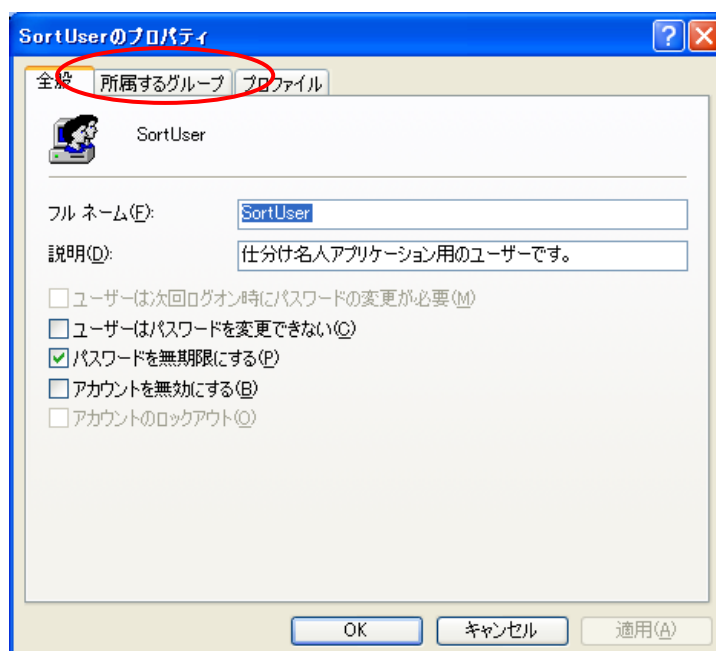 SortUserのプロパティ
全般 所属するグループ プロファイル
SortUser
フル ネーム(F): SortUser
説明(D): 仕分け名人アプリケーション用のユーザーです。
ユーザーは次回ログオン時にパスワードの変更が必要(M)
ユーザーはパスワードを変更できない(C)
パスワードを無期限にする(P)
アカウントを無効にする(B)
アカウントのロックアウト(O)
OK キャンセル 適用(A)